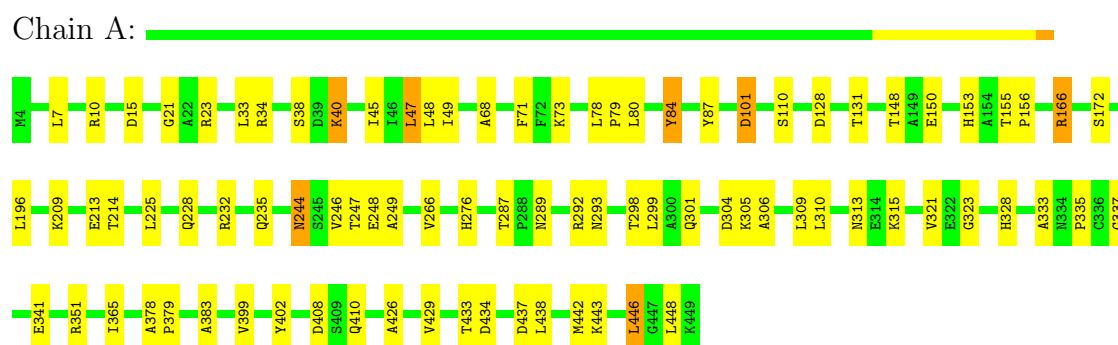 Chain A:
M4 L7 R10 D15 G21 A22 R23 L33 R34 S38 D39 K40 I45 I46 L47 L48 I49 A68 F71 F72 K73 L78 P79 L80 Y84 Y87 D101 S110 D128 T131 T148 A149 E150 H153 A154 T155 P156 R166 S172
L196 K209 E213 T214 L225 Q228 R232 Q235 N244 S245 V246 T247 E248 A249 V266 H276 T287 P288 N289 R292 N293 T298 L299 A300 Q301 D304 K305 A306 L309 L310 N313 E314 K315 V321 E322 G323 H328 A333 N334 P335 C336 G337
E341 R351 I365 A378 P379 A383 V399 Y402 D408 S409 Q410 A426 V429 T433 D434 D437 L438 M442 K443 L446 G447 L448 K449